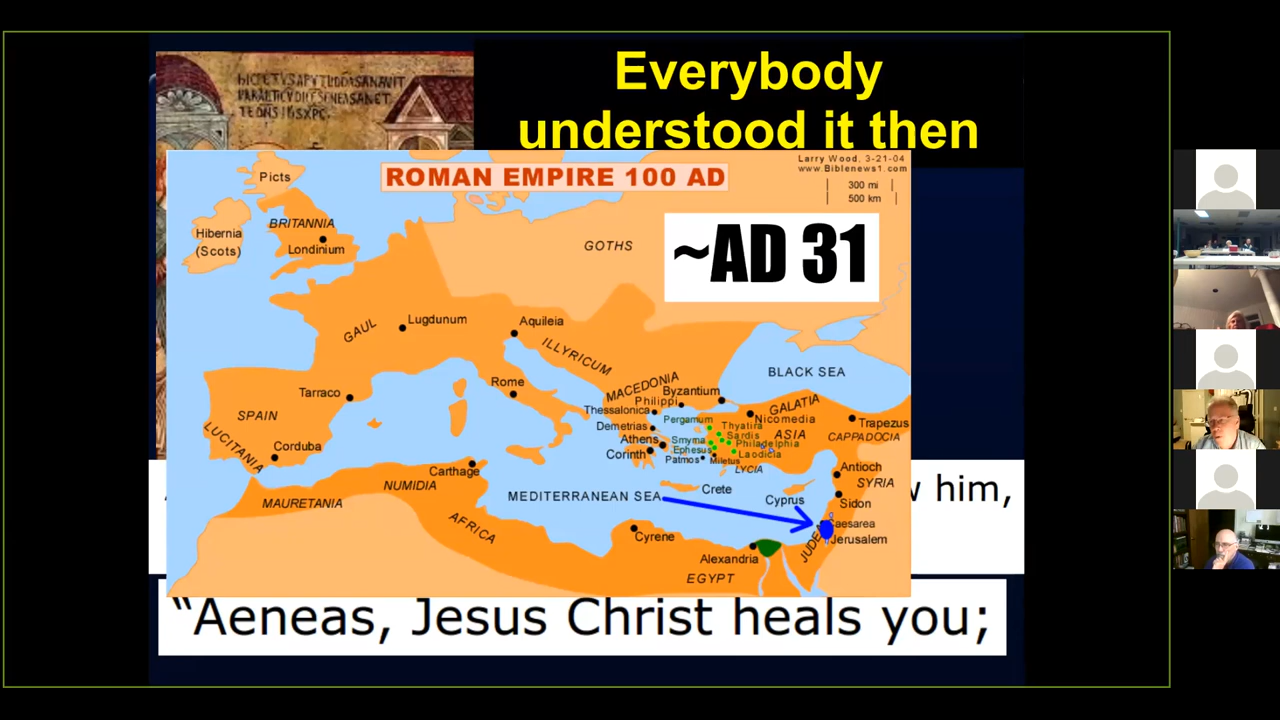 Everybody
understood it then
Larry Wood, 3-21-04
www.Biblenews1.com
300 mi
500 km
ROMAN EMPIRE 100 AD
~AD 31
Picts
Hibernia
(Scots)
BRITANNIA
Londinium
GOTHS
GAUL
Lugdunum
Aquileia
ILLYRICUM
BLACK SEA
Tarraco
Rome
MACEDONIA
Byzantium
Philippi
Thessalonica
GALATIA
Nicomedia
SPAIN
LUCITANIA
Corduba
Demetrias
Athens
Corinth
Pergamum
Thyatira
Sardis
Smyrna
Philadelphia
Ephesus
Laodicia
Patmos
Miletus
ASIA
LYCIA
Trapezus
CAPPADOCIA
Carthage
NUMIDIA
MAURETANIA
AFRICA
MEDITERRANEAN SEA
Crete
Cyprus
Antioch
SYRIA
Sidon
Caesarea
Jerusalem
JUDEA
Cyrene
Alexandria
EGYPT
him,
“Aeneas, Jesus Christ heals you;